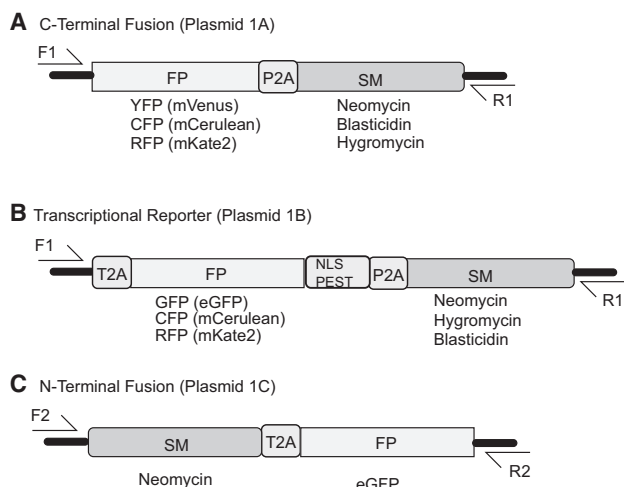 A C-Terminal Fusion (Plasmid 1A)
F1
FP P2A SM
R1
YFP (mVenus) Neomycin
CFP (mCerulean) Blasticidin
RFP (mKate2) Hygromycin
B Transcriptional Reporter (Plasmid 1B)
F1
T2A FP NLS PEST P2A SM
R1
GFP (eGFP) Neomycin
CFP (mCerulean) Hygromycin
RFP (mKate2) Blasticidin
C N-Terminal Fusion (Plasmid 1C)
F2
SM T2A FP
R2
Neomycin eGFP